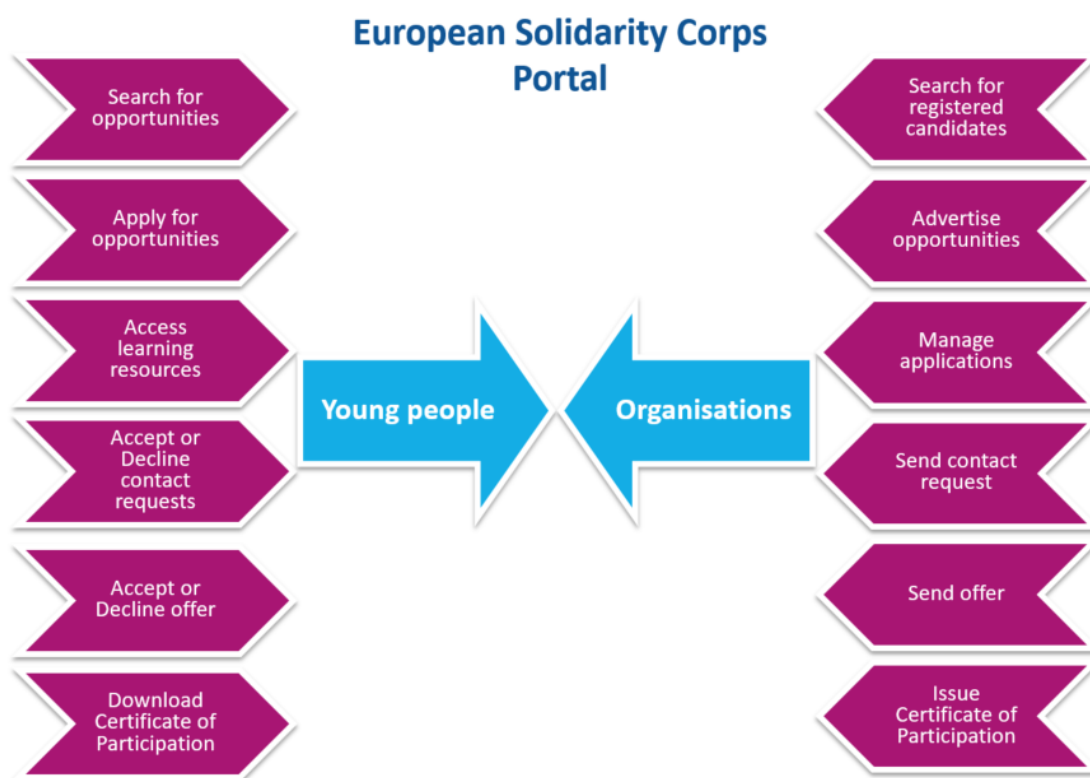 European Solidarity Corps
Portal
Search for
opportunities
Apply for
opportunities
Access
learning
resources
Accept or
Decline
contact
requests
Accept or
Decline offer
Download
Certificate of
Participation
Young people
Organisations
Search for
registered
candidates
Advertise
opportunities
Manage
applications
Send contact
request
Send offer
Issue
Certificate of
Participation